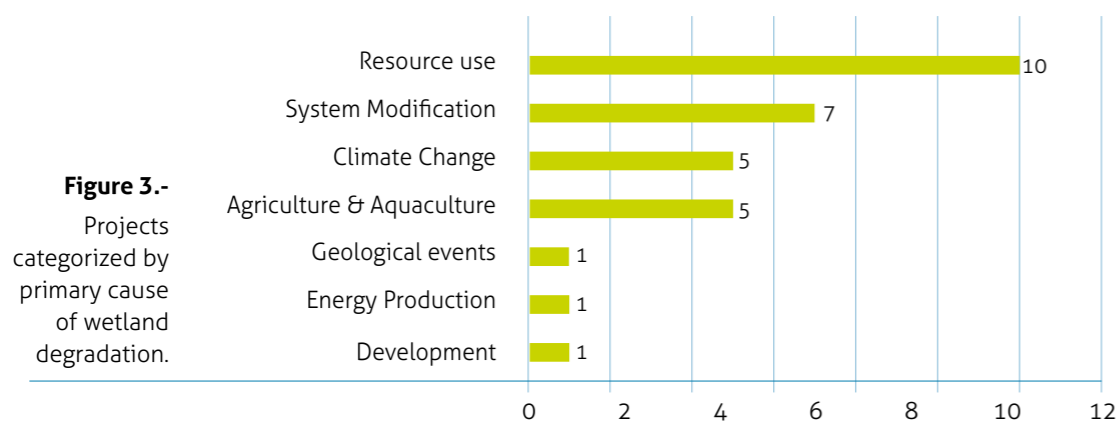 Resource use
10
System Modification
7
Climate Change
5
Agriculture & Aquaculture
5
Geological events
1
Energy Production
1
Development
1
Figure 3.-
Projects
categorized by
primary cause
of wetland
degradation.
0 2 4 6 8 10 12